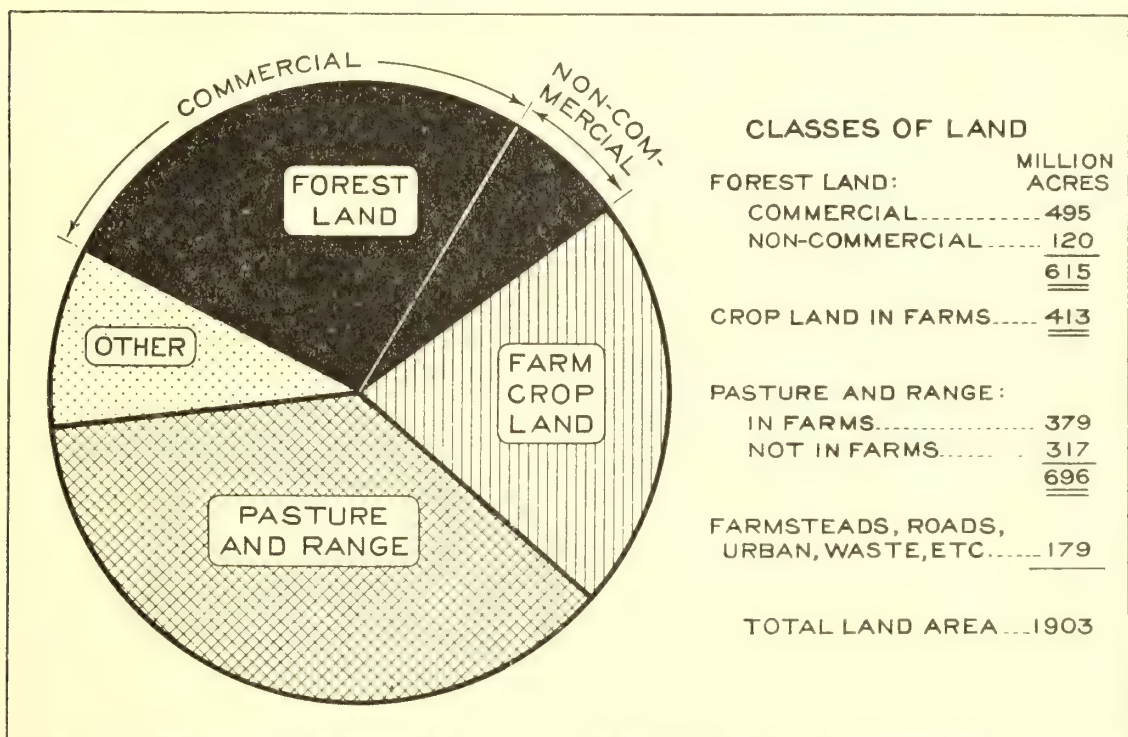 COMMERCIAL
NON-COM-
MERCIAL
FOREST
LAND
OTHER
FARM
CROP
LAND
PASTURE
AND RANGE
CLASSES OF LAND
MILLION
ACRES
FOREST LAND:
COMMERCIAL 495
NON-COMMERCIAL 120
615
CROP LAND IN FARMS 413
PASTURE AND RANGE:
IN FARMS 379
NOT IN FARMS 317
696
FARMSTEADS, ROADS,
URBAN, WASTE, ETC 179
TOTAL LAND AREA 1903